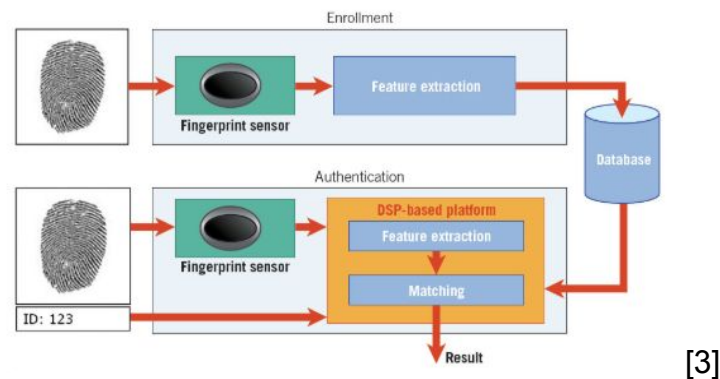 Enrollment
Feature extraction
Fingerprint sensor
Database
Authentication
DSP-based platform
Feature extraction
Fingerprint sensor
Matching
ID: 123
Result
[3]